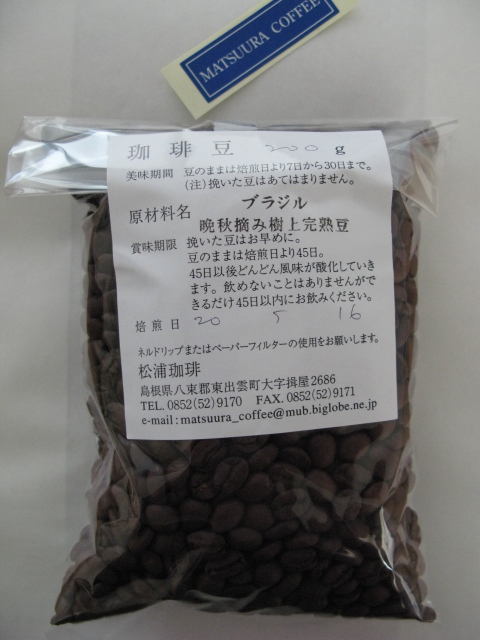 MATSUURA COFFEE
珈琲豆 200g
美味期間 豆のままは焙煎日より7日から30日まで。
(注)挽いた豆はあてはまりません。
原材料名 ブラジル
晩秋摘み樹上完熟豆
賞味期限 挽いた豆はお早めに。
豆のままは焙煎日より45日。
45日以後どんどん風味が酸化していき
ます。飲めないことはありませんがで
きるだけ45日以内にお飲みください。
焙煎日 20 5 16
ネルドリップまたはペーパーフィルターの使用をお願いします。
松浦珈琲
島根県八束郡東出雲町大字揖屋2686
TEL. 0852(52)9170 FAX. 0852(52)9171
e-mail:matsuura_coffee@mub.biglobe.ne.jp